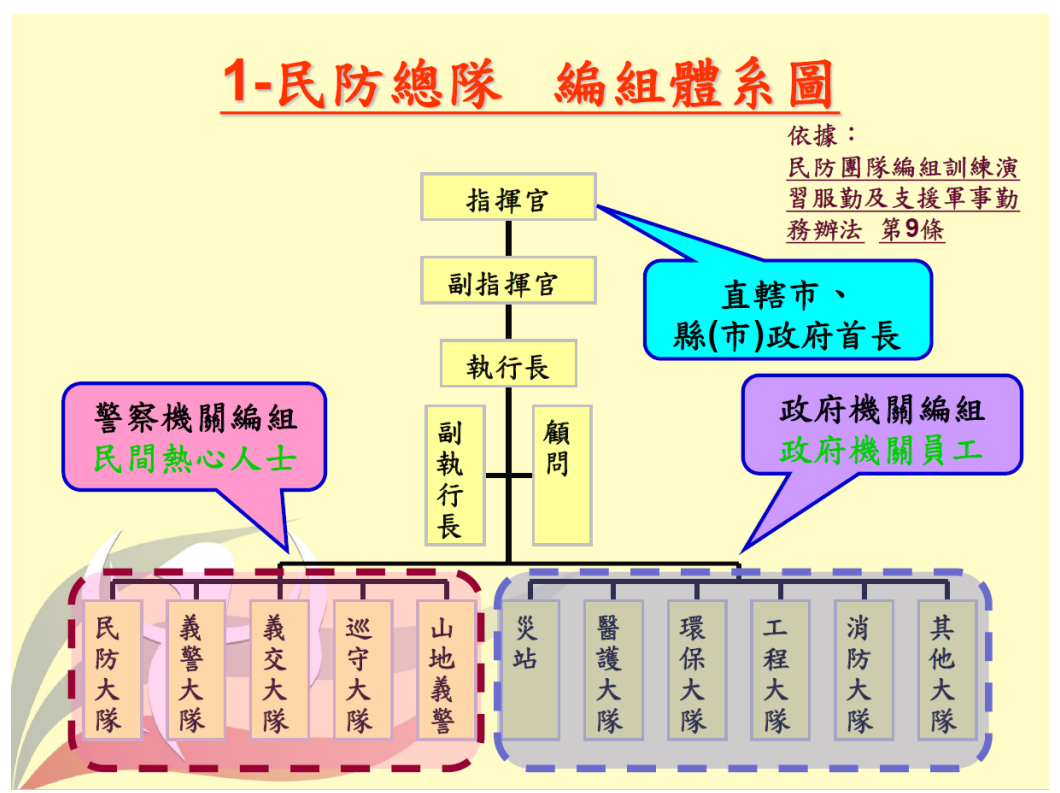 1-民防總隊 編組體系圖
依據：
民防團隊編組訓練演
習服勤及支援軍事勤
務辦法 第9條
指揮官
副指揮官
直轄市、
縣(市)政府首長
執行長
警察機關編組
民間熱心人士
副執行長
顧問
政府機關編組
政府機關員工
民防大隊
義警大隊
義交大隊
巡守大隊
山地義警
災站
醫護大隊
環保大隊
工程大隊
消防大隊
其他大隊